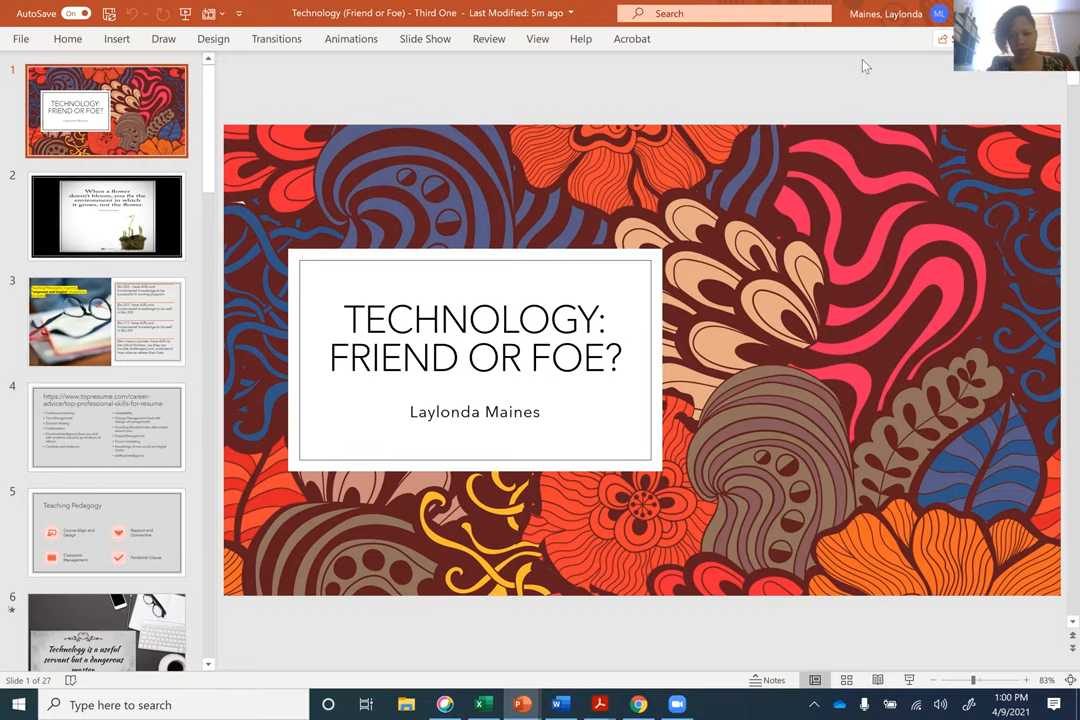 AutoSave
On
Technology (Friend or Foe) - Third One - Last Modified: 5m ago
Search
Maines, Laylonda
ML
File
Home
Insert
Draw
Design
Transitions
Animations
Slide Show
Review
View
Help
Acrobat
1
TECHNOLOGY:
FRIEND OR FOE?
Laylonda Maines
2
When a flower
doesn't bloom, you fix the
environment in which
it grows, not the flower.
3
4
https://www.topresume.com/career-
advice/top-professional-skills-for-resume
5
Teaching Pedagogy
Course Align and
Design
Rapport and
Connection
Classroom
Management
Pandemic Clause
6
Technology is a useful
servant but a dangerous
master
TECHNOLOGY:
FRIEND OR FOE?
Laylonda Maines
Slide 1 of 27
Notes
83%
Type here to search
1:00 PM
4/9/2021